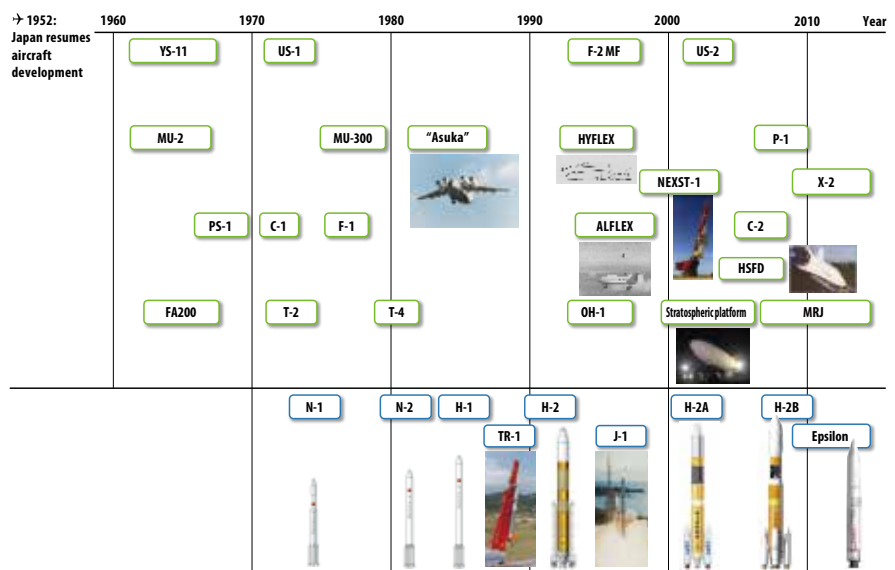 ✈ 1952:
Japan resumes
aircraft
development
1960
1970
1980
1990
2000
2010
Year
YS-11
US-1
F-2 MF
US-2
MU-2
MU-300
“Asuka”
HYFLEX
P-1
NEXST-1
X-2
PS-1
C-1
F-1
ALFLEX
C-2
HSFD
FA200
T-2
T-4
OH-1
Stratospheric platform
MRJ
N-1
N-2
H-1
H-2
H-2A
H-2B
TR-1
J-1
Epsilon